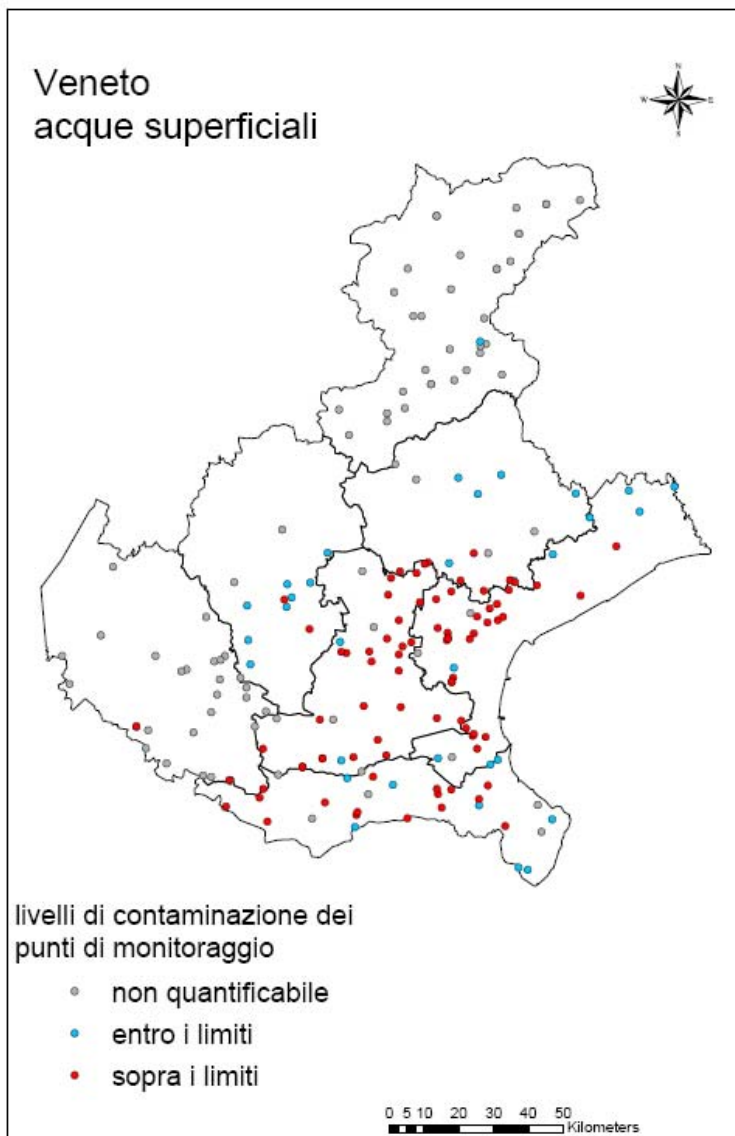 Veneto
acque superficiali
N
W E
S
livelli di contaminazione dei
punti di monitoraggio
non quantificabile
entro i limiti
sopra i limiti
0 5 10 20 30 40 50
Kilometers